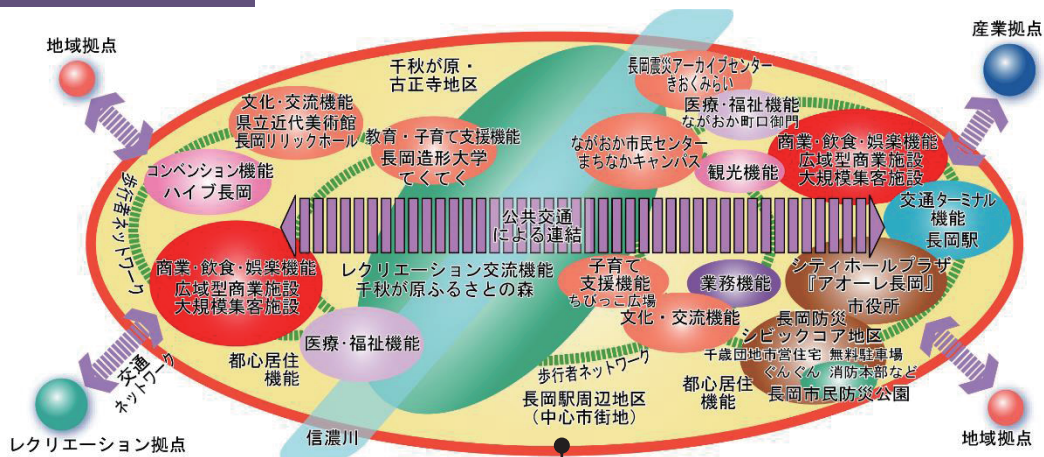 地域拠点
産業拠点
千秋が原・
古正寺地区
長岡震災アーカイブセンター
きおくみらい
文化・交流機能
県立近代美術館
長岡リリックホール
教育・子育て支援機能
長岡造形大学
てくてく
医療・福祉機能
ながおか町口御門
ながおか市民センター
まちなかキャンパス
商業・飲食・娯楽機能
広域型商業施設
大規模集客施設
コンベンション機能
ハイブ長岡
観光機能
歩行者ネットワーク
公共交通
による連結
交通ターミナル
機能
長岡駅
商業・飲食・娯楽機能
広域型商業施設
大規模集客施設
レクリエーション交流機能
千秋が原ふるさとの森
子育て
支援機能
ちびっこ広場
業務機能
シティホールプラザ
『アオーレ長岡』
市役所
文化・交流機能
長岡防災
シビックコア地区
千歳団地市営住宅 無料駐車場
ぐんぐん 消防本部など
長岡市民防災公園
医療・福祉機能
都心居住
機能
歩行者ネットワーク
都心居住
機能
長岡駅周辺地区
(中心市街地)
信濃川
交通
ネットワーク
レクリエーション拠点
地域拠点